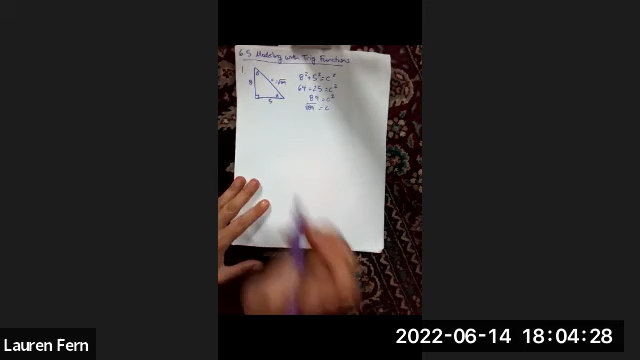 6.5 Modeling with Trig Functions
1.
8² + 5² = c²
8
64 + 25 = c²
5
89 = c²
√89 = c
Lauren Fern
2022-06-14 18:04:28